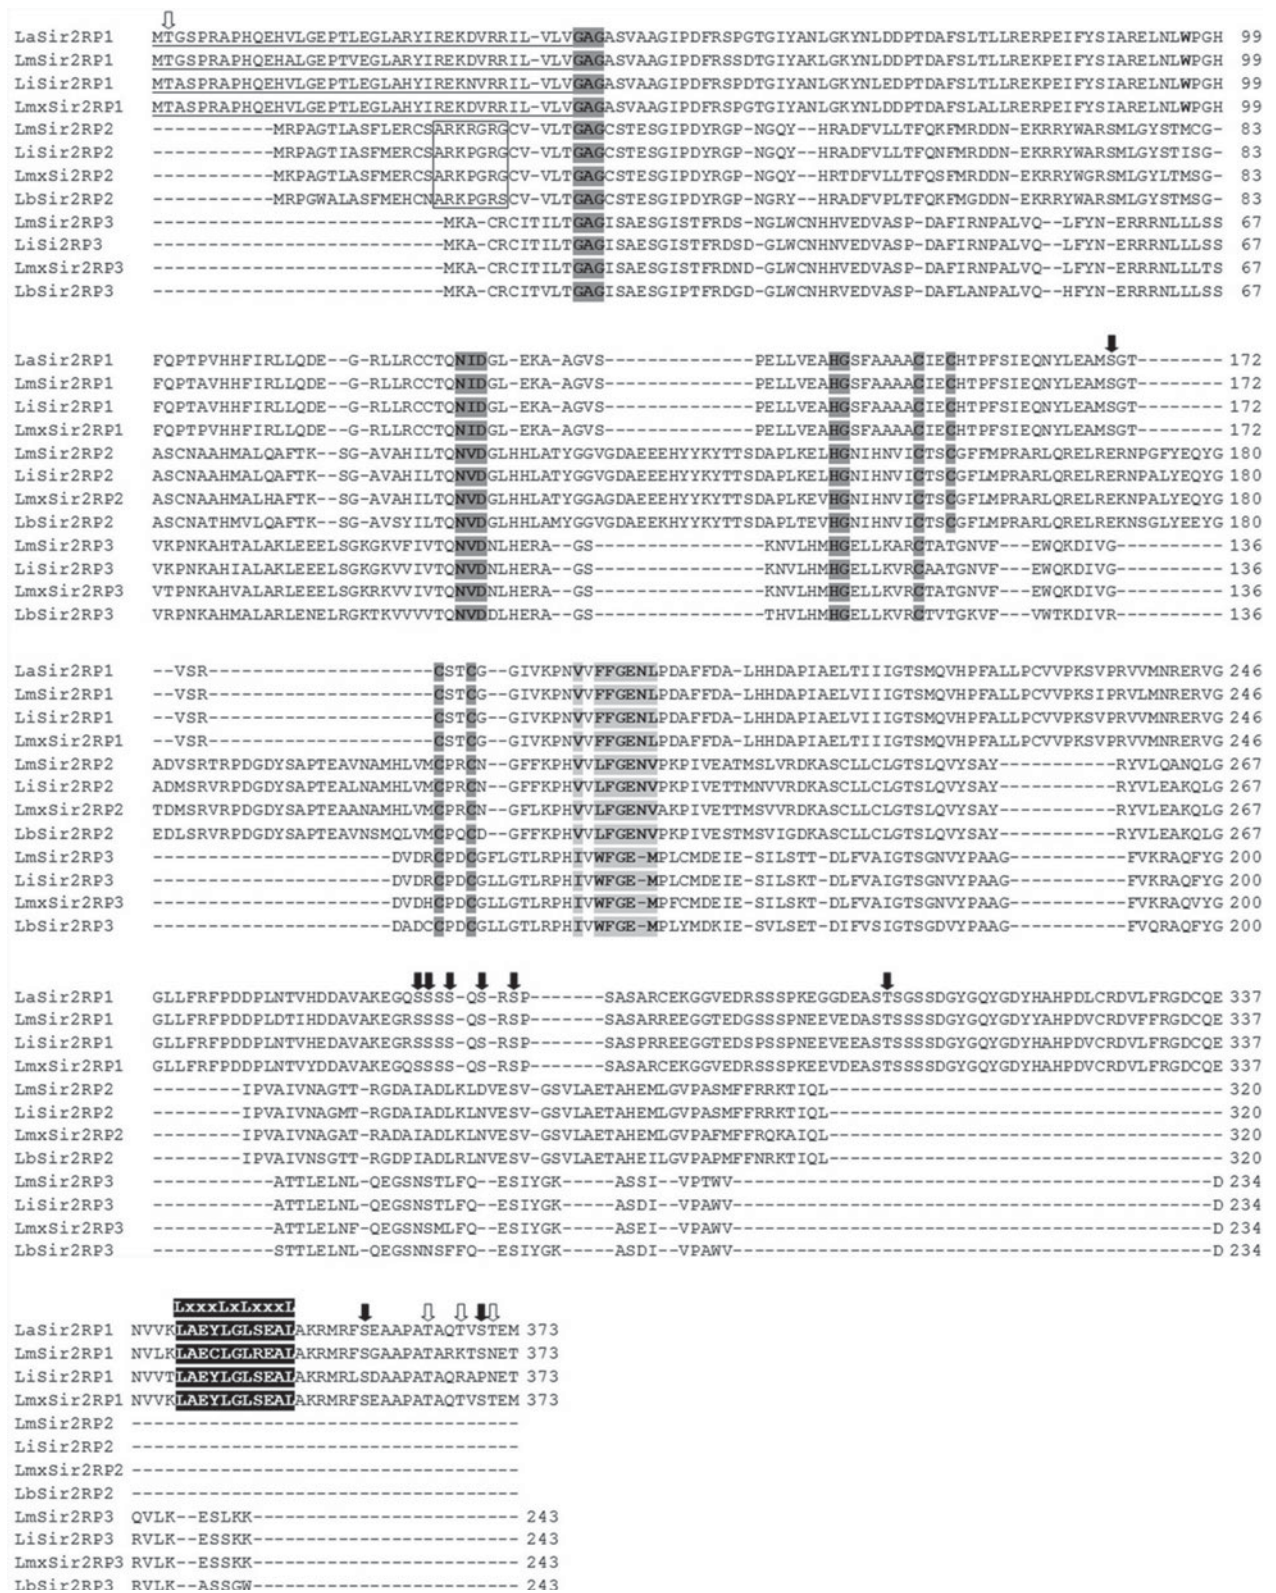 LaSir2RP1 MTGSPRAPHQEHVLGEPTLEGLARYIREKDVRRIL-VLVGAGASVAAGIPDFRSPGTGIYANLGKYNLDDPTDAFSLTLLRERPEIFYSIARELNLWPGH 99
LmSir2RP1 MTGSPRAPHQEHALGEPTVEGLARYIREKDVRRIL-VLVGAGASVAAGIPDFRSSDTGIYAKLGKYNLDDPTDAFSLTLLREKPEIFYSIARELNLWPGH 99
LiSir2RP1 MTASPRAPHQEHVLGEPTLEGLAHYIREKNVRRIL-VLVGAGASVAAGIPDFRSPDTGIYANLGKYNLEDPTDAFSLTLLREKPEIFYSIARELNLWPGH 99
LmxSir2RP1 MTASPRAPHQEHVLGEPTLEGLAHYIREKDVRRIL-VLVGAGASVAAGIPDFRSPDTGIYANLGKYNLEDPTDAFSLALLREKPEIFYSIARELNLWPGH 99
LmSir2RP2 -----------MRPAGTLASFLERCSARKRGRGCV-VLTGAGCSTESGIPDYRGP-NGQY--HRADFVLLTFQKFMRDDN-EKRRYWARSMLGYSTMCG- 83
LiSir2RP2 -----------MRPAGTIASFMERCSARKPGRGCV-VLTGAGCSTESGIPDYRGP-NGQY--HRADFVLLTFQNFMRDDN-EKRRYWARSMLGYSTISG- 83
LmxSi2RP2 -----------MKPAGTLASFMERCSARKPGRGCV-VLTGAGCSTESGIPDYRGP-NGQY--HRTDFVLLTFQSFMRDDN-EKRRYWGRSMLGYLTMSG- 83
LbSir2RP2 -----------MRPGWALASFMEHCNARKPGRSCV-VLTGAGCSTESGIPDYRGP-NGRY--HRADFVPLTFQKFMGDDN-EKRRYWARSMLGYSTMSG- 83
LmSir2RP3 ---------------------------MKA-CRCITILTGAGISAESGISTFRDS-NGLWCNHHVEDVASP-DAFIRNPALVQ--LFYN-ERRRNLLLSS 67
LiSi2RP3 ---------------------------MKA-CRCITILTGAGISAESGISTFRDSD-GLWCNHNVEDVASP-DAFIRNPALVQ--LFYN-ERRRNLLLSS 67
LmxSir2RP3 ---------------------------MKA-CRCITILTGAGISAESGISTFRDND-GLWCNHHVEDVASP-DAFIRNPALVQ--LFYN-ERRRNLLLTS 67
LbSir2RP3 ---------------------------MKA-CRCITVLTGAGISAESGIPTFRDGD-GLWCNHRVEDVASP-DAFLANPALVQ--HFYN-ERRRNLLLSS 67
LaSir2RP1 FQPTPVHHFIRLLQDE--G-RLLRCCTQNIDGL-EKA-AGVS--------------PELLVEAHGSFAAAACIECHTPFSIEQNYLEAMSGT-------- 172
LmSir2RP1 FQPTAVHHFIRLLQDE--G-RLLRCCTQNIDGL-EKA-AGVS--------------PELLVEAHGSFAAAACIECHTPFSIEQNYLEAMSGT-------- 172
LiSir2RP1 FQPTAVHHFIRLLQDE--G-RLLRCCTQNIDGL-EKA-AGVS--------------PELLVEAHGSFAAAACIECHTPFSIEQNYLEAMSGT-------- 172
LmxSir2RP1 FQPTPVHHFIRLLQDE--G-RLLRCCTQNIDGL-EKA-AGVS--------------PELLVEAHGSFAAAACIECHTPFSIEQNYLEAMSGT-------- 172
LmSir2RP2 ASCNAAHMALQAFTK--SG-AVAHILTQNVDGLHHLATYGGVGDAEEEHYYKYTTSDAPLKELHGNIHNVICTSCGFFMPRARLQRELRERNPGFYEQYG 180
LiSir2RP2 ASCNAAHMALQAFTK--SG-AVAHILTQNVDGLHHLATYGGVGDAEEEHYYKYTTSDAPLKELHGNIHNVICTSCGFLMPRARLQRELRERNPALYEQYG 180
LmxSir2RP2 ASCNAAHMALHAFTK--SG-AVAHILTQNVDGLHHLATYGGAGDAEEEHYYKYTTSDAPLKEVHGNIHNVICTSCGFLMPRARLQRELREKNPALYEQYG 180
LbSir2RP2 ASCNATHMVLQAFTK--SG-AVSYILTQNVDGLHHLAMYGGVGDAEEKHYYKYTTSDAPLTEVHGNIHNVICTSCGFLMPRARLQRELREKNSGLYEEYG 180
LmSir2RP3 VKPNKAHTALAKLEEELSGKGKVFIVTQNVDNLHERA--GS----------------KNVLHMHGELLKARCTATGNVF---EWQKDIVG---------- 136
LiSir2RP3 VKPNKAHIALAKLEEELSGKGKVVIVTQNVDNLHERA--GS----------------KNVLHMHGELLKVRCAATGNVF---EWQKDIVG---------- 136
LmxSir2RP3 VTPNKAHVALARLEEELSGKRKVVIVTQNVDNLHERA--GS----------------KNVLHMHGELLKVRCTATGNVF---EWQKDIVG---------- 136
LbSir2RP3 VRPNKAHMALARLENELRGKTKVVVVTQNVDDLHERA--GS----------------THVLHMHGELLKVRCTVTGKVF---VWTKDIVR---------- 136
LaSir2RP1 --VSR---------------------CSTCG--GIVKPNVVFFGENLPDAFFDA-LHHDAPIAELTIIIGTSMQVHPFALLPCVVPKSVPRVVMNRERVG 246
LmSir2RP1 --VSR---------------------CSTCG--GIVKPNVVFFGENLPDAFFDA-LHHDAPIAELVIIIGTSMQVHPFALLPCVVPKSIPRVLMNRERVG 246
LiSir2RP1 --VSR---------------------CSTCG--GIVKPNVVFFGENLPDAFFDA-LHHDAPIAELVIIIGTSMQVHPFALLPCVVPKSVPRVVMNRERVG 246
LmxSir2RP1 --VSR---------------------CSTCG--GIVKPNVVFFGENLPDAFFDA-LHHDAPIAELTIIIGTSMQVHPFALLPCVVPKSVPRVVMNRERVG 246
LmSir2RP2 ADVSRTRPDGDYSAPTEAVNAMHLVMCPRCN--GFFKPHVVLFGENVPKPIVEATMSLVRDKASCLLCLGTSLQVYSAY-----------RYVLQANQLG 267
LiSir2RP2 ADMSRVRPDGDYSAPTEALNAMHLVMCPRCN--GFFKPHVVLFGENVPKPIVETTMNVVRDKASCLLCLGTSLQVYSAY-----------RYVLEAKQLG 267
LmxSir2RP2 TDMSRVRPDGDYSAPTEAANAMHLVMCPRCN--GFLKPHVVLFGENVAKPIVETTMSVVRDKASCLLCLGTSLQVYSAY-----------RYVLEAKQLG 267
LbSir2RP2 EDLSRVRPDGDYSAPTEAVNSMQLVMCPQCD--GFFKPHVVLFGENVPKPIVESTMSVIGDKASCLLCLGTSLQVYSAY-----------RYVLEAKQLG 267
LmSir2RP3 -----------------------DVDRCPDCGFLGTLRPHIVWFGE-MPLCMDEIE-SILSTT-DLFVAIGTSGNVYPAAG----------FVKRAQFYG 200
LiSir2RP3 -----------------------DVDRCPDCGLLGTLRPHIVWFGE-MPLCMDEIE-SILSKT-DLFVAIGTSGNVYPAAG----------FVKRAQFYG 200
LmxSir2RP3 -----------------------DVDHCPDCGLLGTLRPHIVWFGE-MPFCMDEIE-SILSKT-DLFVAIGTSGNVYPAAG----------FVKRAQVYG 200
LbSir2RP3 -----------------------DADCCPDCGLLGTLRPHIVWFGE-MPLYMDKIE-SVLSET-DIFVSIGTSGDVYPAAG----------FVQRAQFYG 200
LaSir2RP1 GLLFRFPDDPLNTVHDDAVAKEGQSSSS-QS-RSP-------SASARCEKGGVEDRSSSPKEGGDEASTSGSSDGYGQYGDYHAHPDLCRDVLFRGDCQE 337
LmSir2RP1 GLLFRFPDDPLDTIHDDAVAKEGRSSSS-QS-RSP-------SASARREEGGTEDGSSSPNEEVEDASTSSSSDGYGQYGDYYAHPDVCRDVFFRGDCQE 337
LiSir2RP1 GLLFRFPDDPLNTVHEDAVAKEGRSSSS-QS-RSP-------SASPRREEGGTEDSPSSPNEEVEEASTSSSSDGYGQYGDYHAHPDVCRDVLFRGDCQE 337
LmxSir2RP1 GLLFRFPDDPLNTVYDDAVAKEGRSSSS-QS-RSP-------SASARCEKGGTEDRSSSPKEEVDEASTSSSSDGYGQYGDYHAHPDVCRDVLFRGDCQE 337
LmSir2RP2 --------IPVAIVNAGTT-RGDAIADLKLDVESV-GSVLAETAHEMLGVPASMFFRRKTIQL------------------------------------- 320
LiSir2RP2 --------IPVAIVNAGMT-RGDAIADLKLNVESV-GSVLAETAHEMLGVPASMFFRRKTIQL------------------------------------- 320
LmxSir2RP2 --------IPVAIVNAGAT-RADAIADLKLNVESV-GSVLAETAHEMLGVPAFMFFRQKAIQL------------------------------------- 320
LbSir2RP2 --------IPVAIVNSGTT-RGDPIADLRLNVESV-GSVLAETAHEILGVPAPMFFNRKTIQL------------------------------------- 320
LmSir2RP3 -----------ATTLELNL-QEGSNSTLFQ--ESIYGK-----ASSI--VPTWV---------------------------------------------D 234
LiSir2RP3 -----------ATTLELNL-QEGSNSTLFQ--ESIYGK-----ASSI--VPAWV---------------------------------------------D 234
LmxSir2RP3 -----------ATTLELNF-QEGSNSMLFQ--ESIYGK-----ASEI--VPAWV---------------------------------------------D 234
LbSir2RP3 -----------STTLELNL-QEGSNNSFFQ--ESIYGK-----ASDI--VPAWV---------------------------------------------D 234
LxxxLxLxxxL
LaSir2RP1 NVVKLAEYLGLSEALAKRMRFSEAAPATAQTVSTEM 373
LmSir2RP1 NVLKLAECLGLREALAKRMRFSGAAPATARKTSNET 373
LiSir2RP1 NVVTLAEYLGLSEALAKRMRLSDAAPATAQRAPNET 373
LmxSir2RP1 NVVKLAEYLGLSEALAKRMRFSEAAPATAQTVSTEM 373
LmSir2RP2 ------------------------------------
LiSir2RP2 ------------------------------------
LmxSir2RP2 ------------------------------------
LbSir2RP2 ------------------------------------
LmSir2RP3 QVLK--ESLKK------------------------- 243
LiSir2RP3 RVLK--ESSKK------------------------- 243
LmxSir2RP3 RVLK--ESSKK------------------------- 243
LbSir2RP3 RVLK--ASSGW------------------------- 243